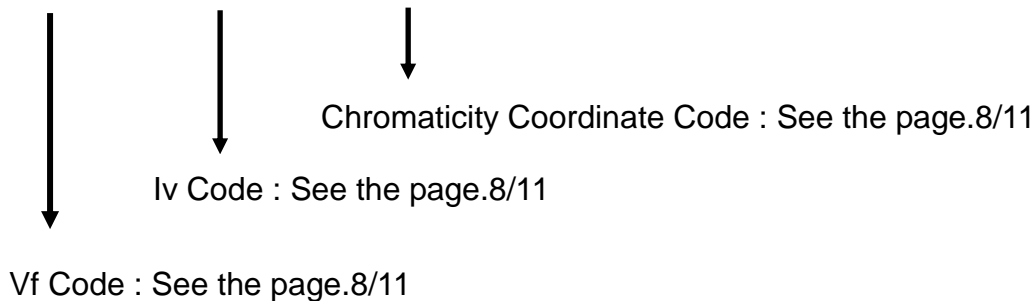 Chromaticity Coordinate Code : See the page.8/11
Iv Code : See the page.8/11
Vf Code : See the page.8/11